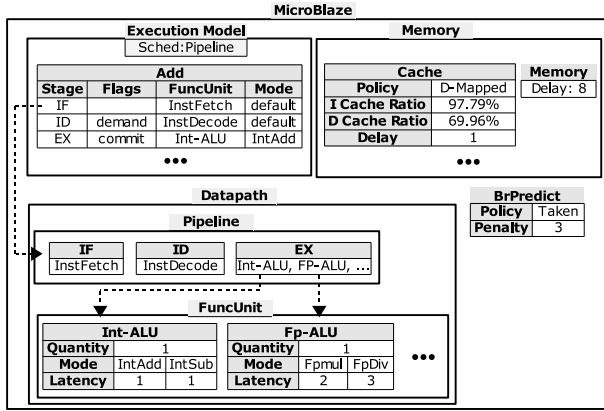 MicroBlaze
Execution Model
Sched:Pipeline
Add
Stage Flags FuncUnit Mode
IF InstFetch default
ID demand InstDecode default
EX commit Int-ALU IntAdd
•••
Memory
Cache
Policy D-Mapped
I Cache Ratio 97.79%
D Cache Ratio 69.96%
Delay 1
•••
Memory
Delay: 8
BrPredict
Policy Taken
Penalty 3
Datapath
Pipeline
IF
InstFetch
ID
InstDecode
EX
Int-ALU, FP-ALU, ...
FuncUnit
Int-ALU
Quantity 1
Mode IntAdd IntSub
Latency 1 1
Fp-ALU
Quantity 1
Mode Fpmul FpDiv
Latency 2 3
•••